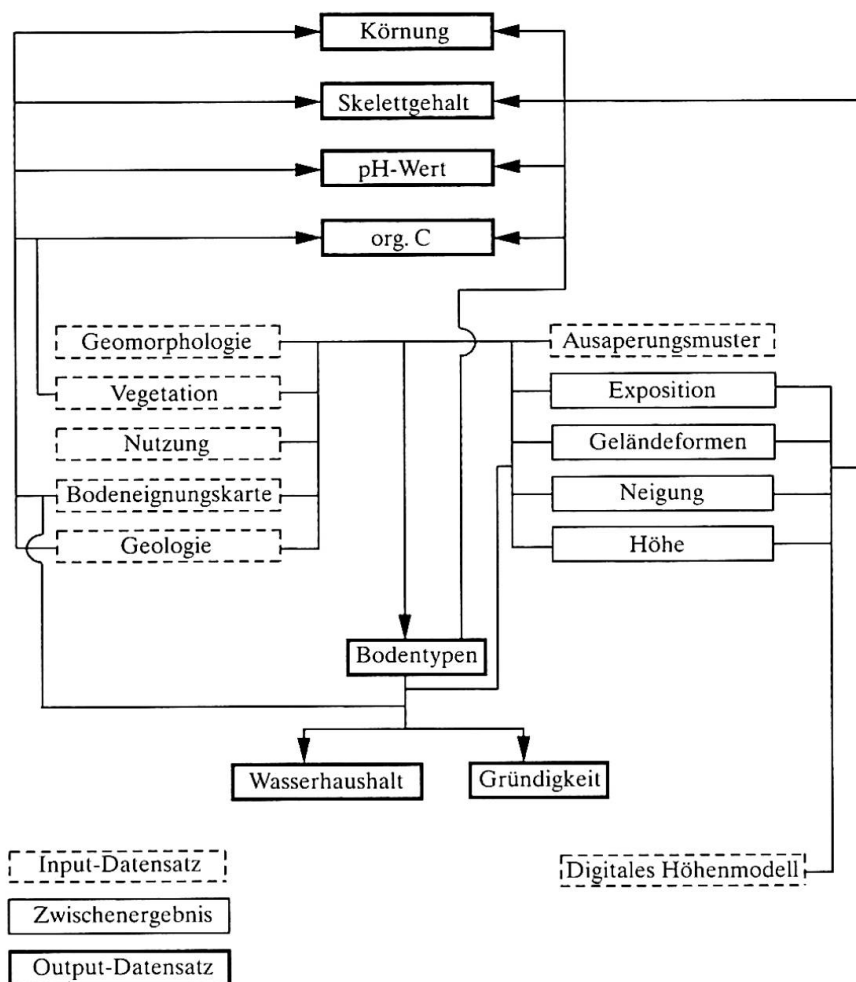 Körnung
Skelettgehalt
pH-Wert
org. C
Geomorphologie
Ausaperungsmuster
Vegetation
Exposition
Nutzung
Geländeformen
Bodeneignungskarte
Neigung
Geologie
Höhe
Bodentypen
Wasserhaushalt
Gründigkeit
Input-Datensatz
Digitales Höhenmodell
Zwischenergebnis
Output-Datensatz